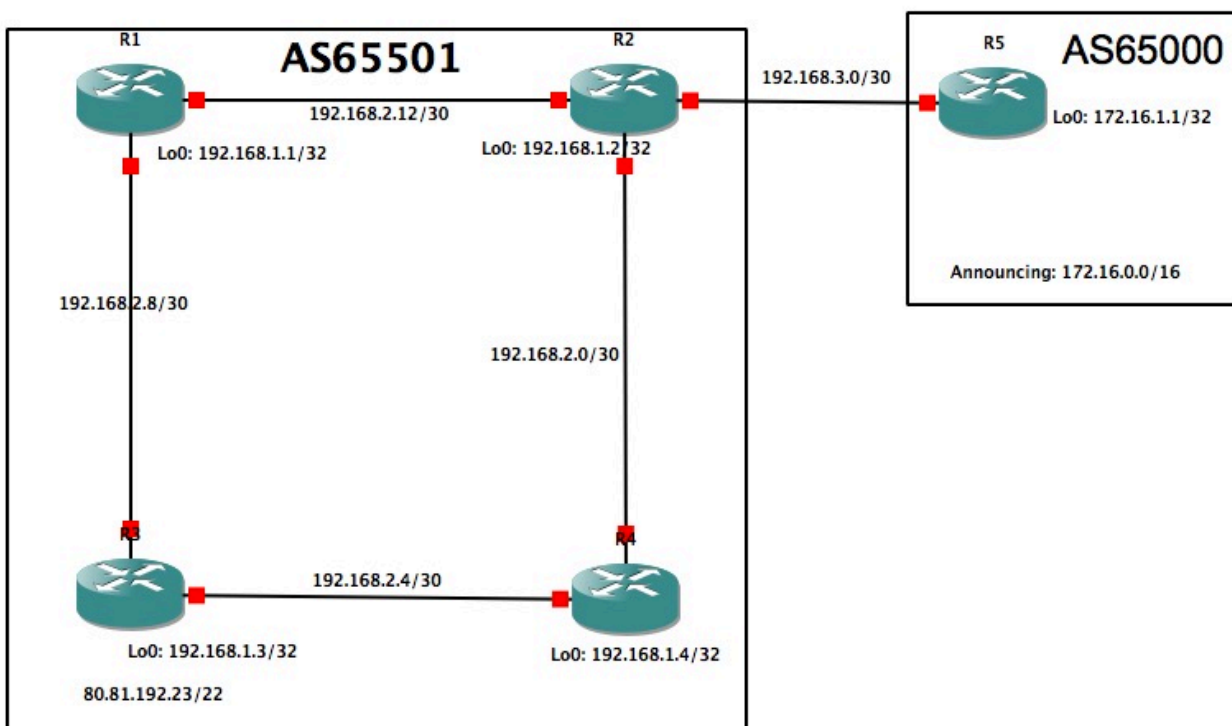 R1
AS65501
R2
R5
AS65000
192.168.3.0/30
192.168.2.12/30
Lo0: 172.16.1.1/32
Lo0: 192.168.1.1/32
Lo0: 192.168.1.2/32
Announcing: 172.16.0.0/16
192.168.2.8/30
192.168.2.0/30
R3
R4
192.168.2.4/30
Lo0: 192.168.1.3/32
Lo0: 192.168.1.4/32
80.81.192.23/22